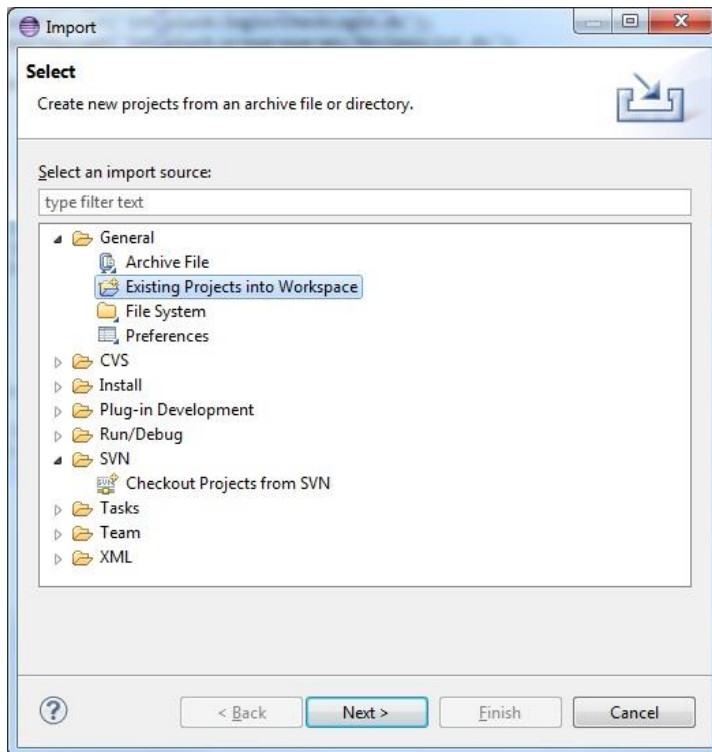 Import
Select
Create new projects from an archive file or directory.
Select an import source:
type filter text
General
Archive File
Existing Projects into Workspace
File System
Preferences
CVS
Install
Plug-in Development
Run/Debug
SVN
Checkout Projects from SVN
Tasks
Team
XML
< Back
Next >
Finish
Cancel